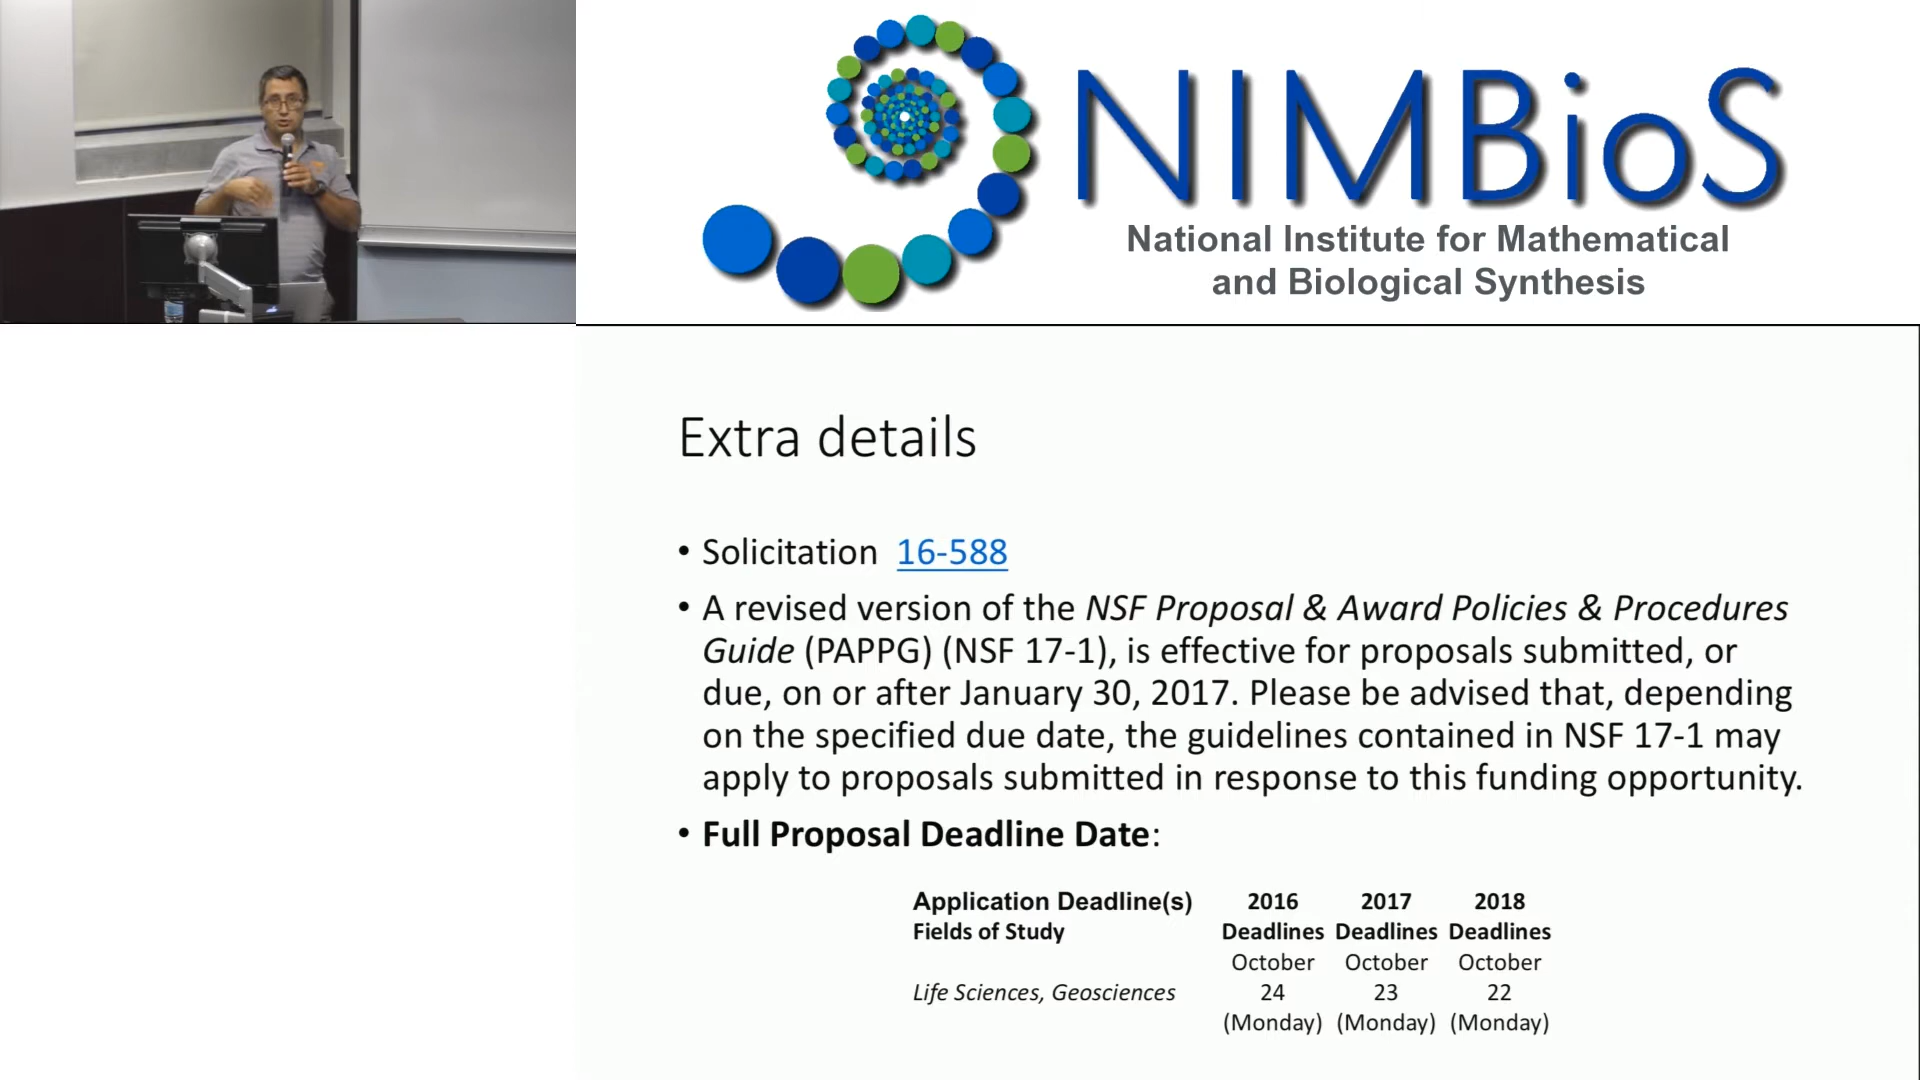 NIMBioS
National Institute for Mathematical
and Biological Synthesis
Extra details
• Solicitation 16-588
• A revised version of the NSF Proposal & Award Policies & Procedures
Guide (PAPPG) (NSF 17-1), is effective for proposals submitted, or
due, on or after January 30, 2017. Please be advised that, depending
on the specified due date, the guidelines contained in NSF 17-1 may
apply to proposals submitted in response to this funding opportunity.
• Full Proposal Deadline Date:
Application Deadline(s) 2016 2017 2018
Fields of Study Deadlines Deadlines Deadlines
October October October
Life Sciences, Geosciences 24 23 22
(Monday) (Monday) (Monday)